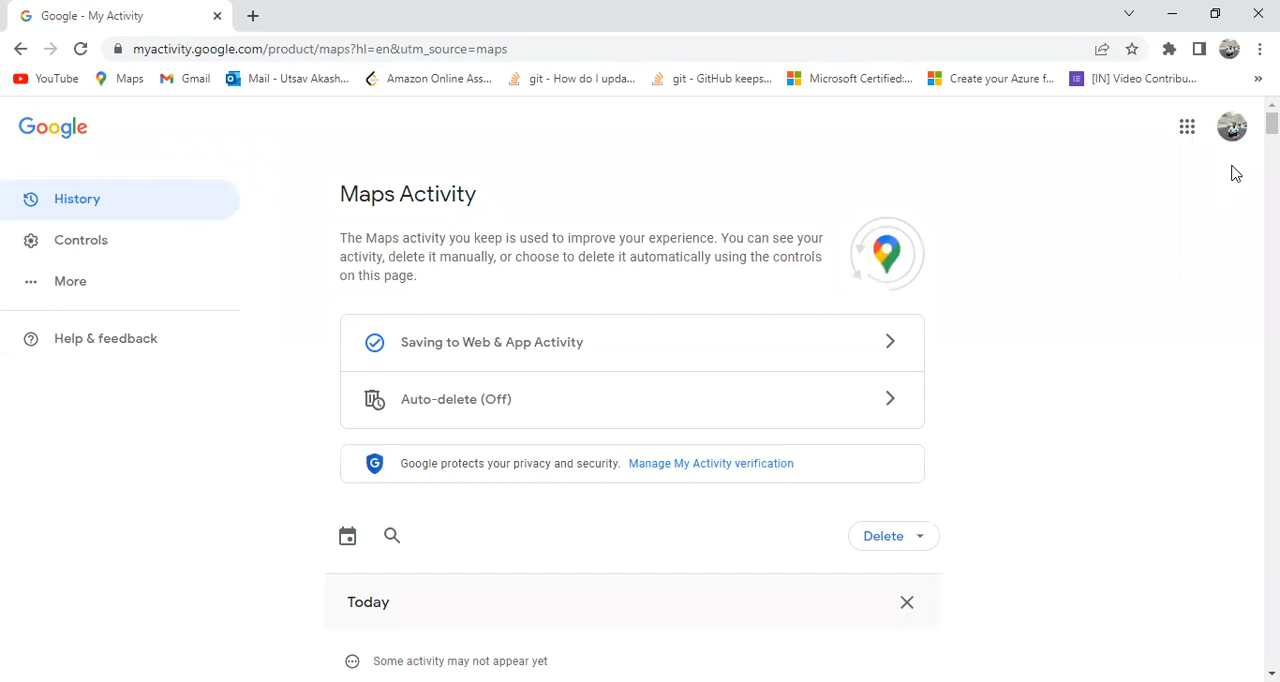 Google - My Activity
myactivity.google.com/product/maps?hl=en&utm_source=maps
YouTube
Maps
Gmail
Mail - Utsav Akash...
Amazon Online Ass...
git - How do I upda...
git - GitHub keeps...
Microsoft Certified:...
Create your Azure f...
[IN] Video Contribu...
»
Google
History
Controls
More
Help & feedback
Maps Activity
The Maps activity you keep is used to improve your experience. You can see your
activity, delete it manually, or choose to delete it automatically using the controls
on this page.
Saving to Web & App Activity
Auto-delete (Off)
Google protects your privacy and security. Manage My Activity verification
Delete
Today
Some activity may not appear yet